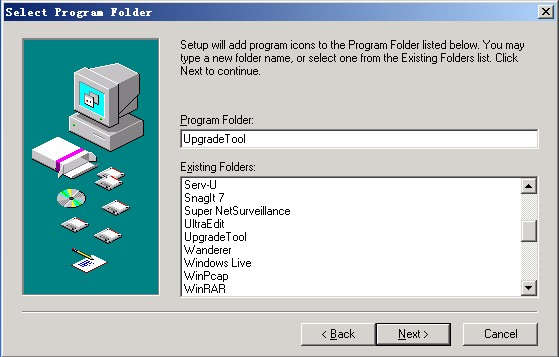 Select Program Folder
Setup will add program icons to the Program Folder listed below. You may
type a new folder name, or select one from the Existing Folders list. Click
Next to continue.
Program Folder:
UpgradeTool
Existing Folders:
Serv-U
SnagIt 7
Super NetSurveillance
UltraEdit
UpgradeTool
Wanderer
Windows Live
WinPcap
WinRAR
< Back
Next >
Cancel